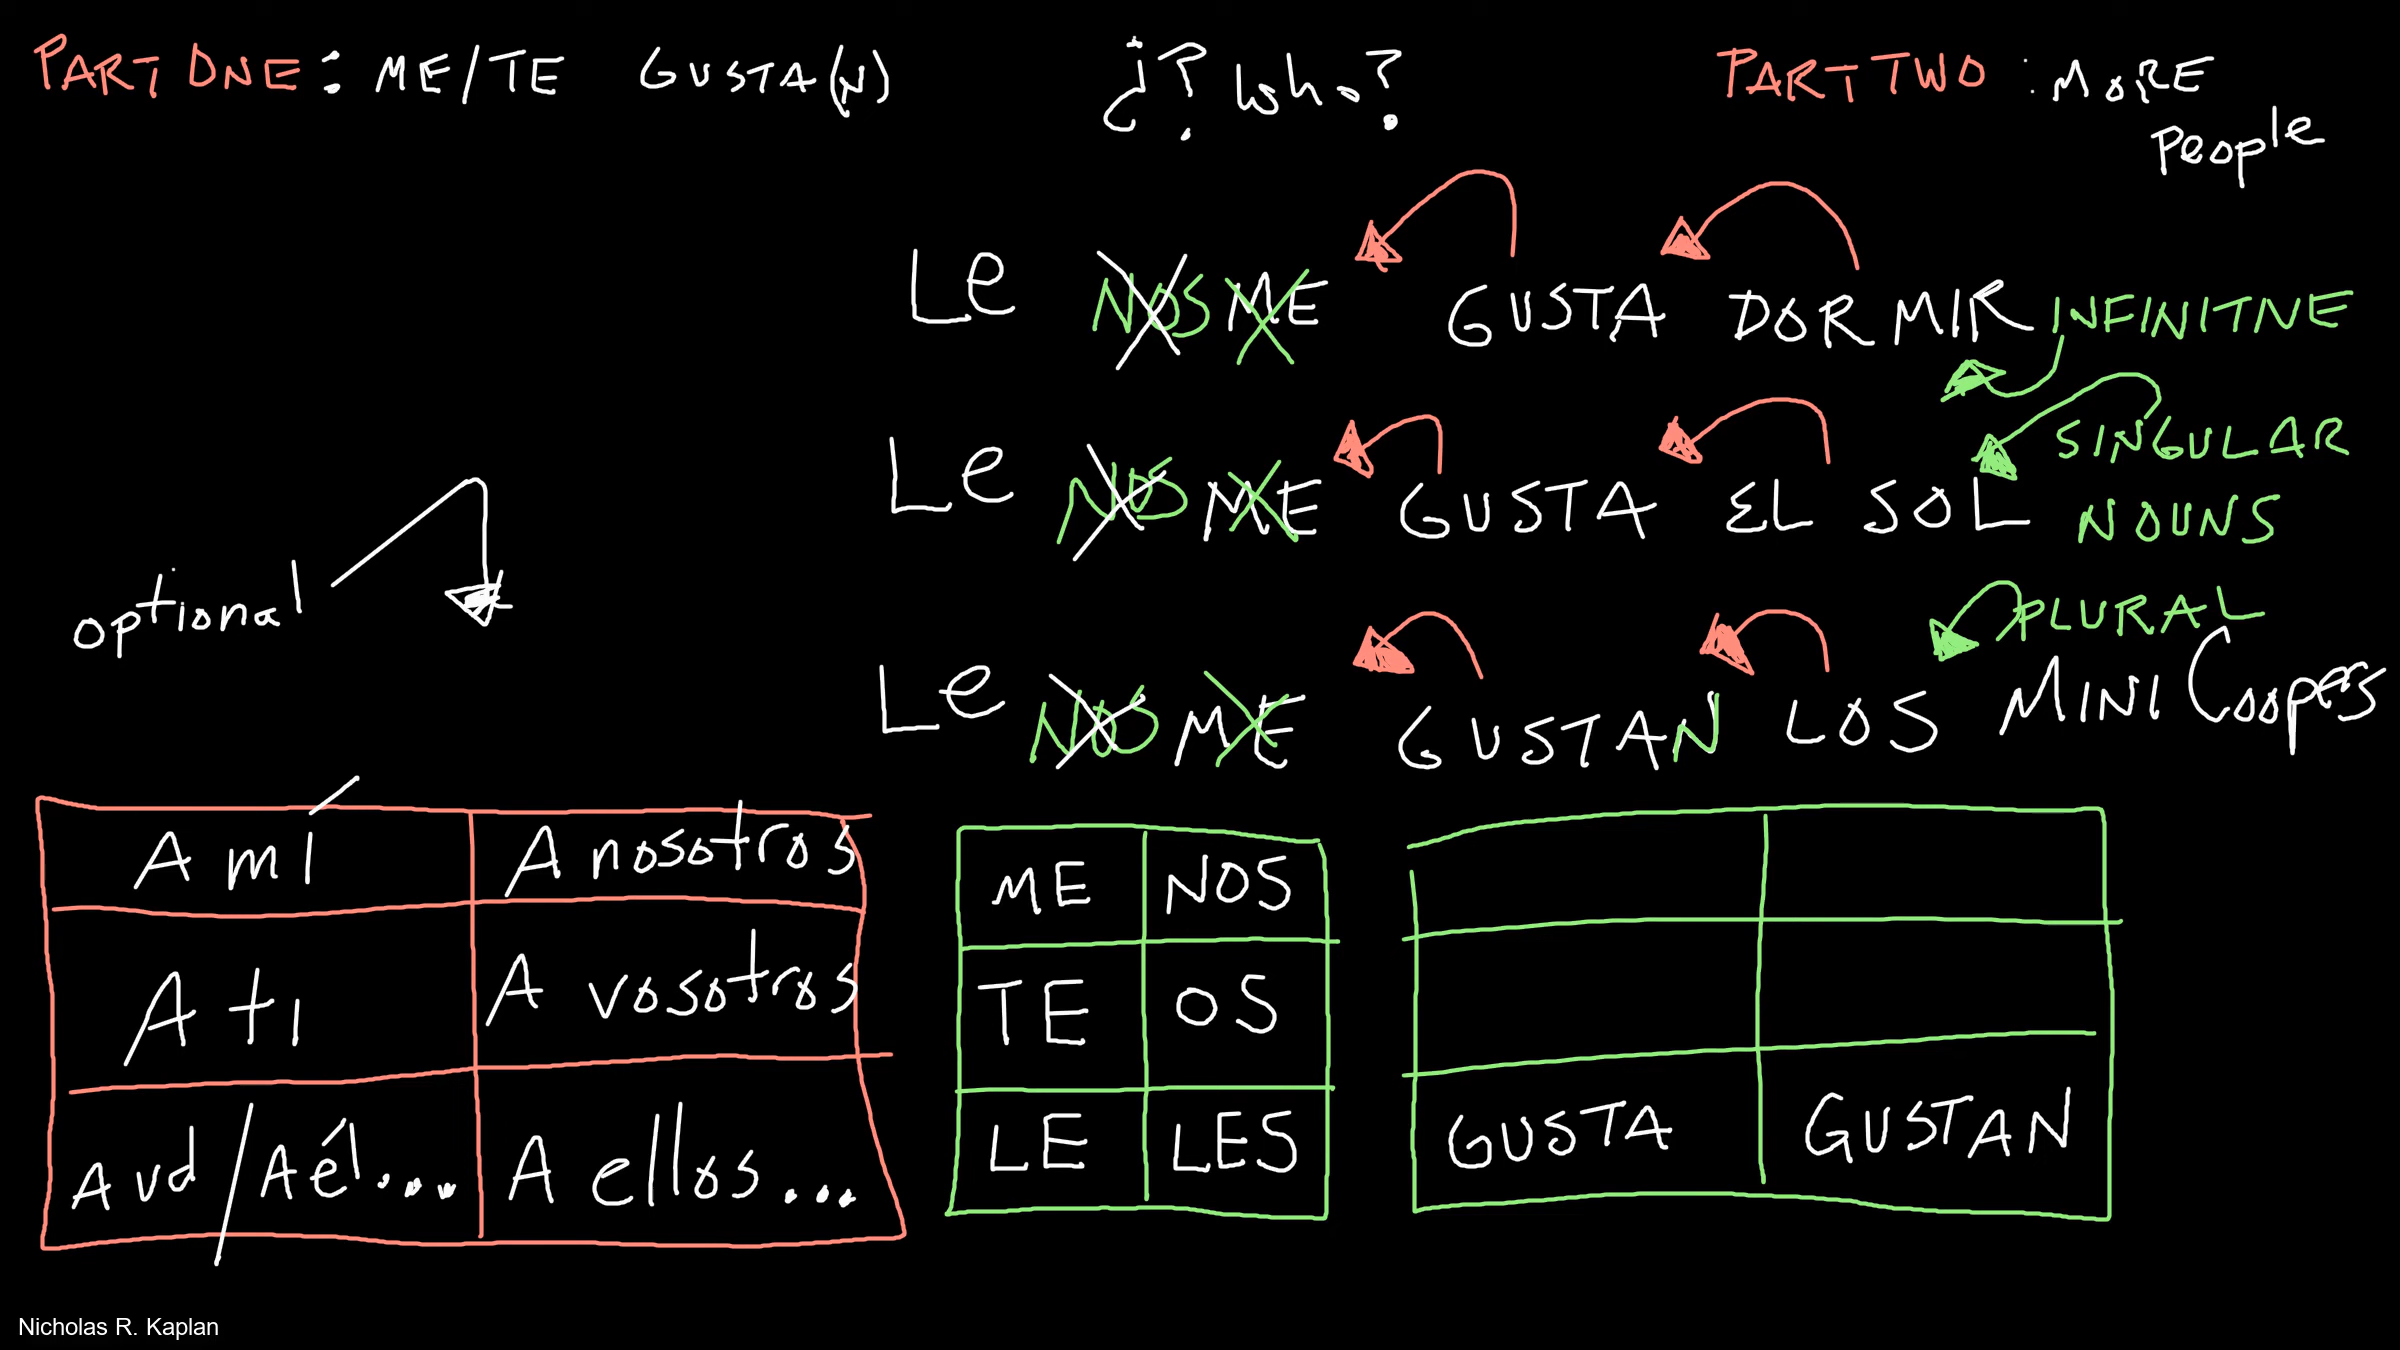 PART ONE: ME/TE GUSTA(N) ¿? Who? PART TWO: MORE
People
Le NOS ME GUSTA DORMIR INFINITIVE
Le NOS ME GUSTA EL SOL SINGULAR
NOUNS
optional
PLURAL
Le NOS ME GUSTAN LOS MINI Coopers
A mí A nosotros
A ti A vosotros
A vd / A él... A ellos...
ME NOS
TE OS
LE LES
GUSTA GUSTAN
Nicholas R. Kaplan